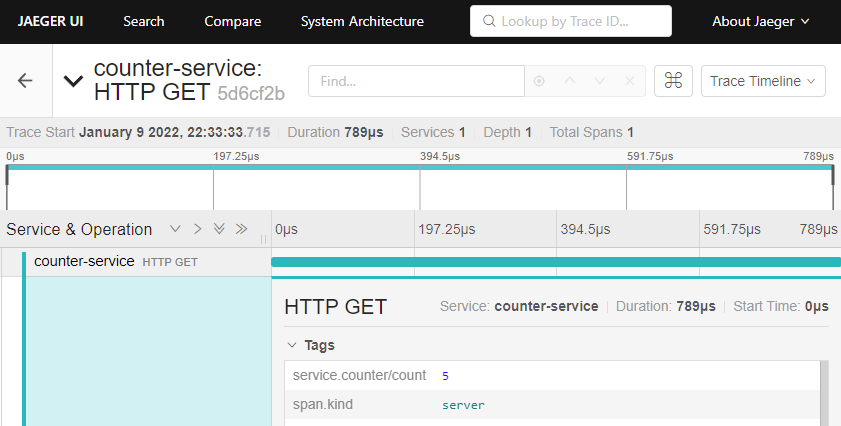 JAEGER UI Search Compare System Architecture Lookup by Trace ID... About Jaeger
counter-service:
HTTP GET 5d6cf2b
Find...
⌘
Trace Timeline
Trace Start January 9 2022, 22:33:33.715 Duration 789μs Services 1 Depth 1 Total Spans 1
0μs 197.25μs 394.5μs 591.75μs 789μs
Service & Operation 0μs 197.25μs 394.5μs 591.75μs 789μs
counter-service HTTP GET
HTTP GET Service: counter-service Duration: 789μs Start Time: 0μs
Tags
service.counter/count 5
span.kind server